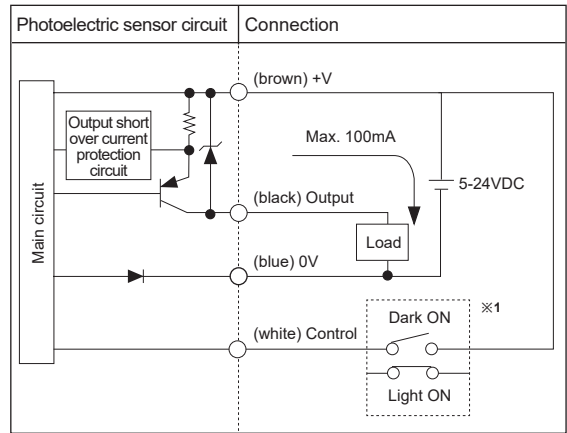 Photoelectric sensor circuit
Connection
(brown) +V
Output short
over current
protection
circuit
Max. 100mA
5-24VDC
Main circuit
(black) Output
Load
(blue) 0V
※1
Dark ON
(white) Control
Light ON